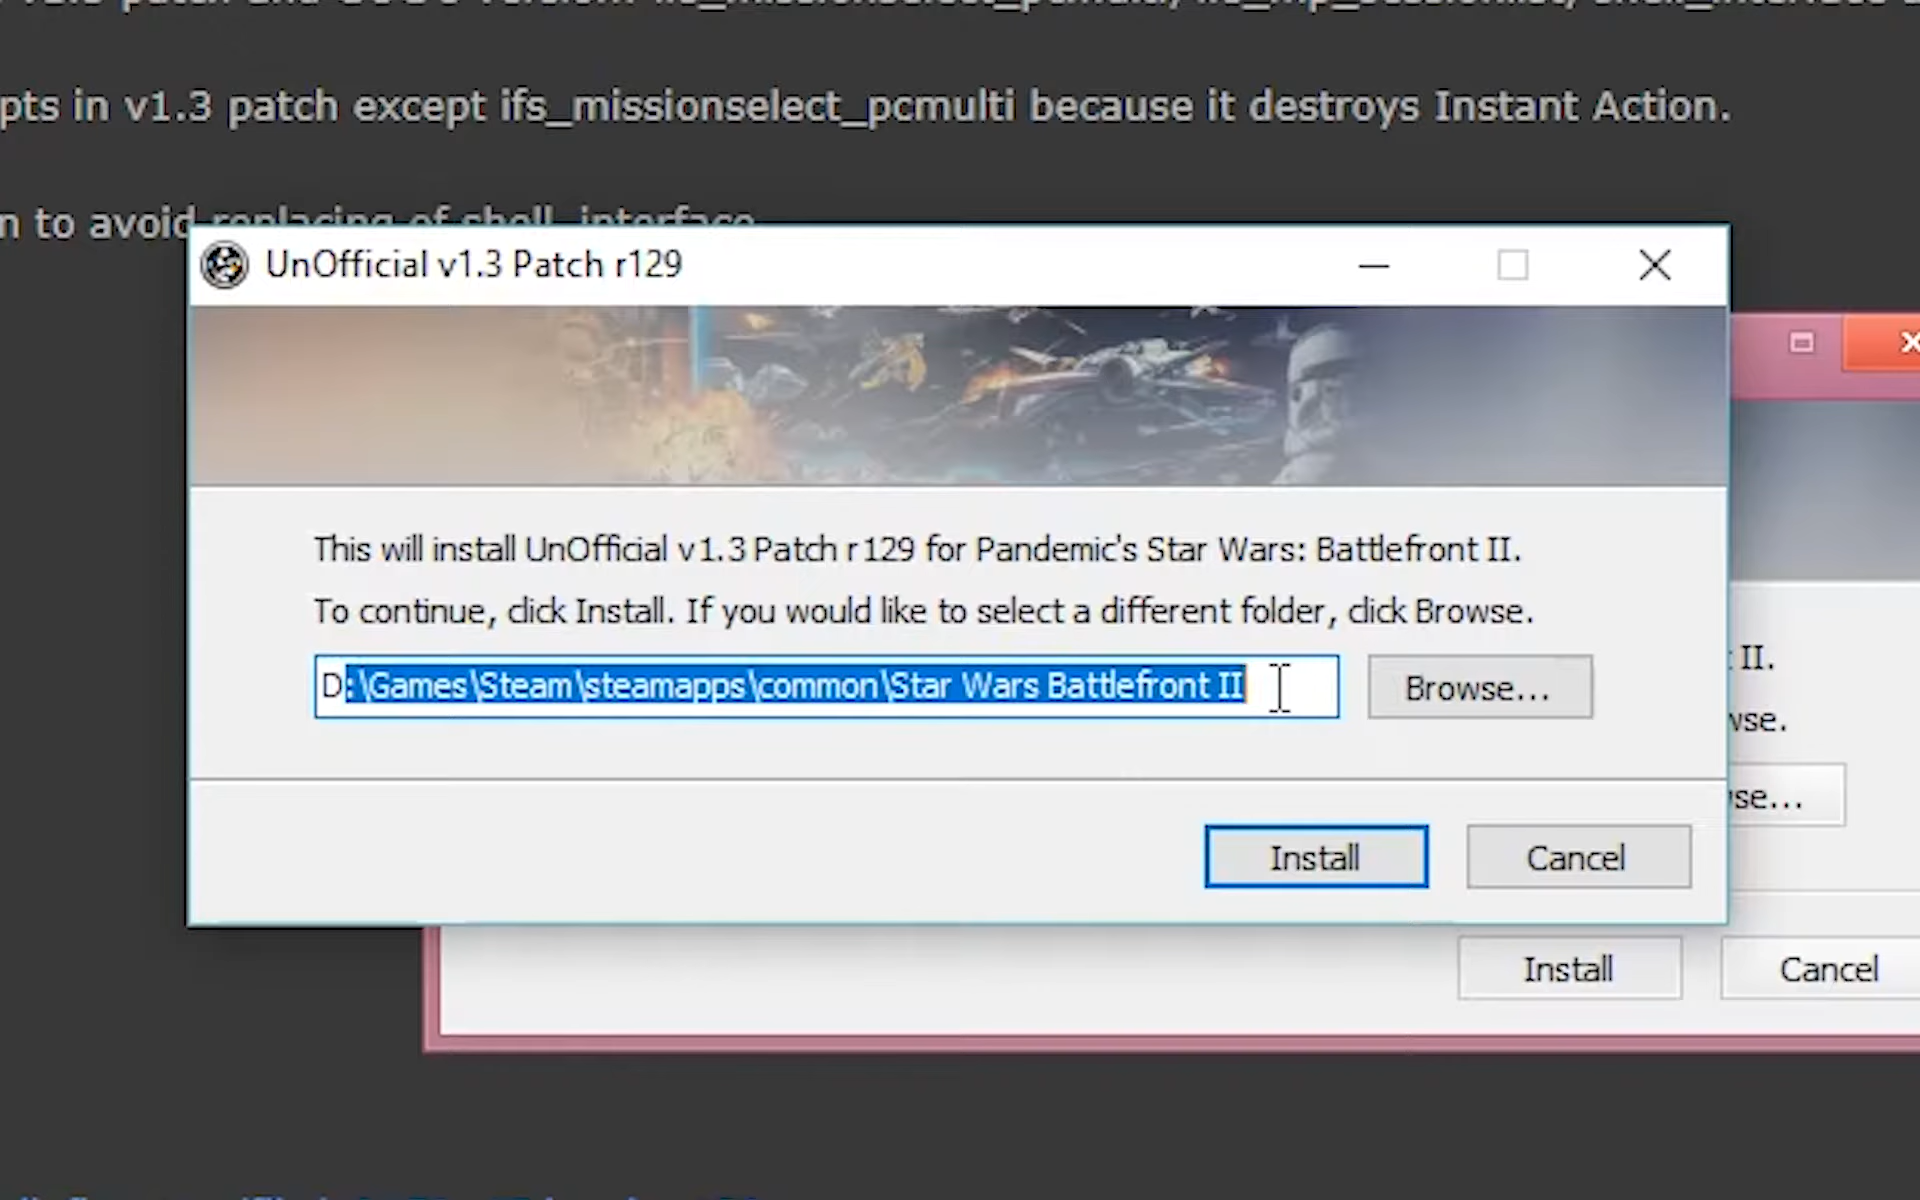 pts in v1.3 patch except ifs_missionselect_pcmulti because it destroys Instant Action.
n to avoid replacing of shell_interface
UnOfficial v1.3 Patch r129
This will install UnOfficial v1.3 Patch r129 for Pandemic's Star Wars: Battlefront II.
To continue, click Install. If you would like to select a different folder, click Browse.
D:\Games\Steam\steamapps\common\Star Wars Battlefront II
Browse...
Install
Cancel
II.
wse.
se...
Install
Cancel